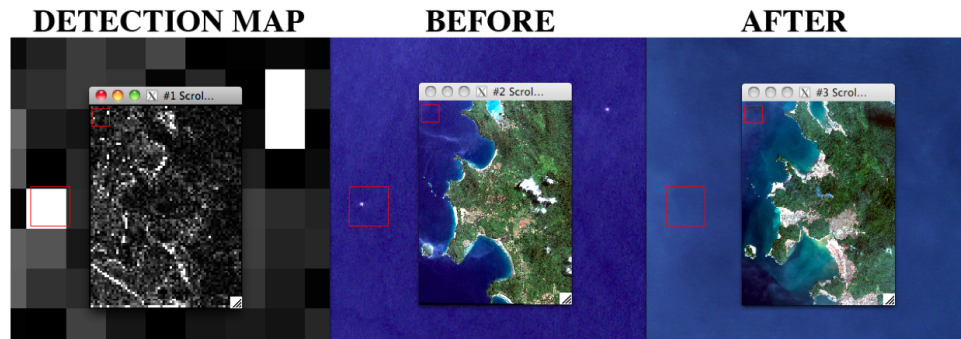 DETECTION MAP
BEFORE
AFTER
X #1 Scrol...
X #2 Scrol...
X #3 Scrol...